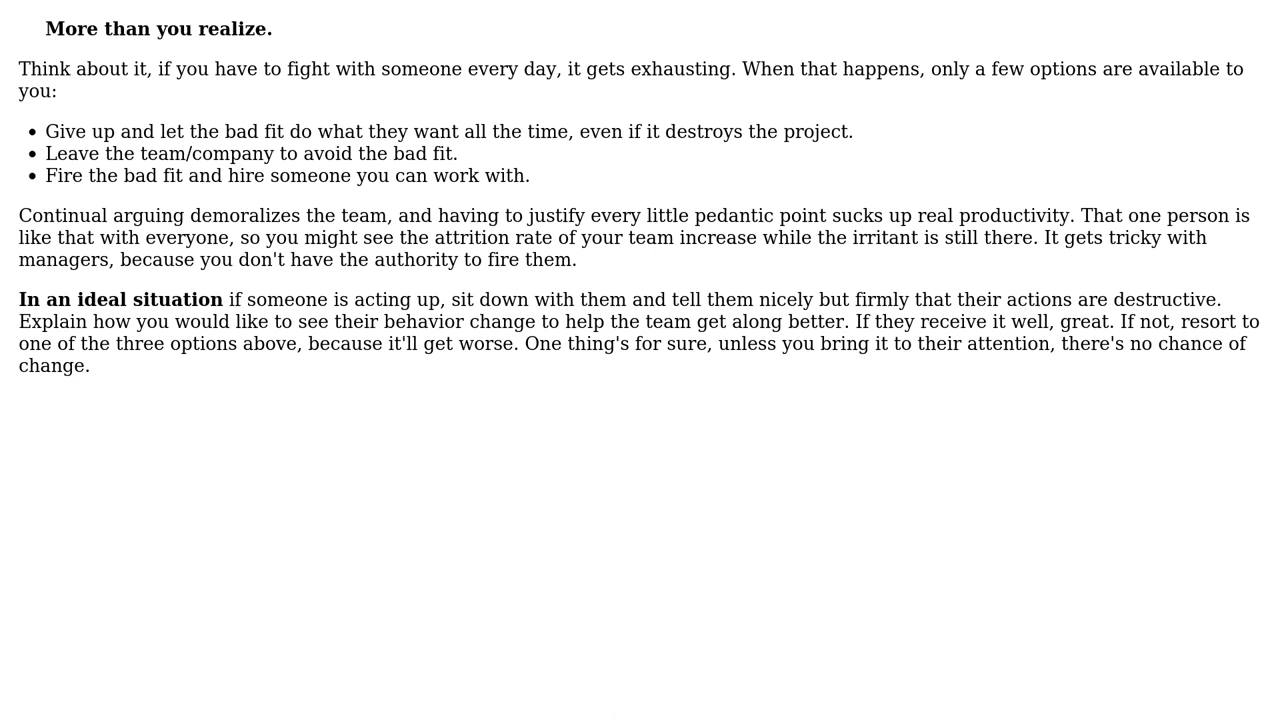 More than you realize.
Think about it, if you have to fight with someone every day, it gets exhausting. When that happens, only a few options are available to
you:
• Give up and let the bad fit do what they want all the time, even if it destroys the project.
• Leave the team/company to avoid the bad fit.
• Fire the bad fit and hire someone you can work with.
Continual arguing demoralizes the team, and having to justify every little pedantic point sucks up real productivity. That one person is
like that with everyone, so you might see the attrition rate of your team increase while the irritant is still there. It gets tricky with
managers, because you don't have the authority to fire them.
In an ideal situation if someone is acting up, sit down with them and tell them nicely but firmly that their actions are destructive.
Explain how you would like to see their behavior change to help the team get along better. If they receive it well, great. If not, resort to
one of the three options above, because it'll get worse. One thing's for sure, unless you bring it to their attention, there's no chance of
change.